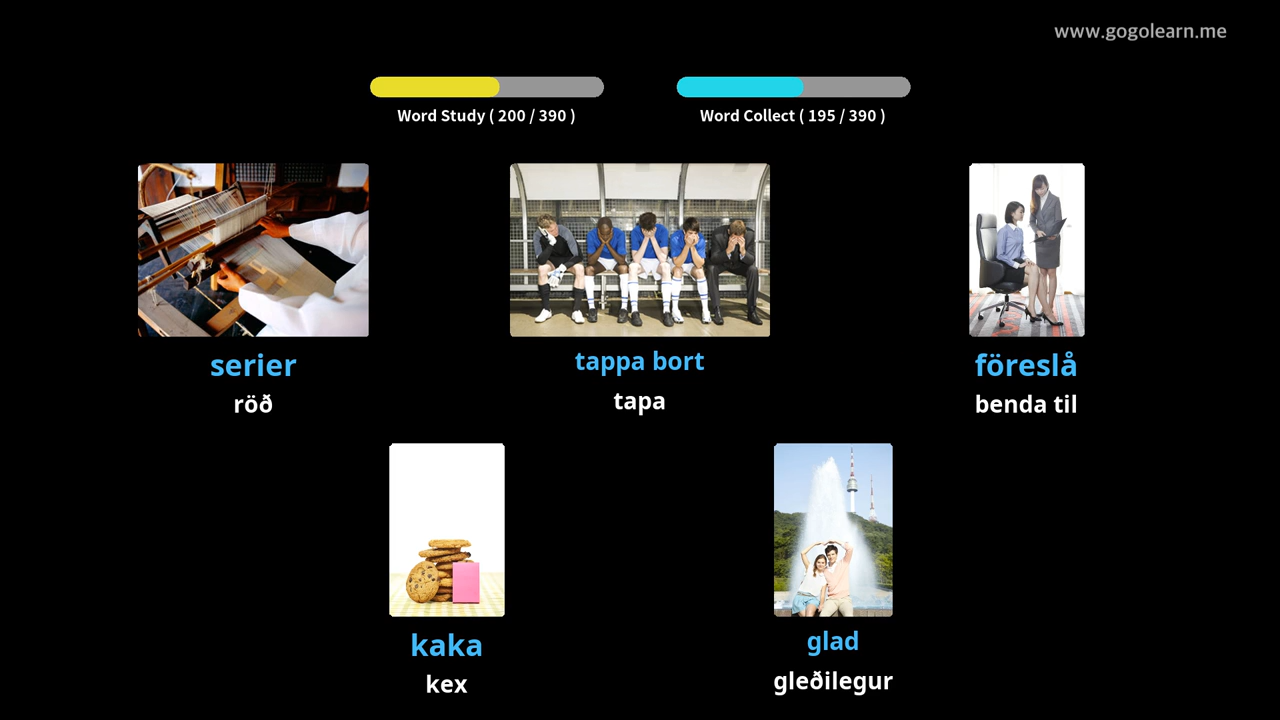 www.gogolearn.me
Word Study ( 200 / 390 )
Word Collect ( 195 / 390 )
serier
röð
tappa bort
tapa
föreslå
benda til
kaka
kex
glad
gleðilegur